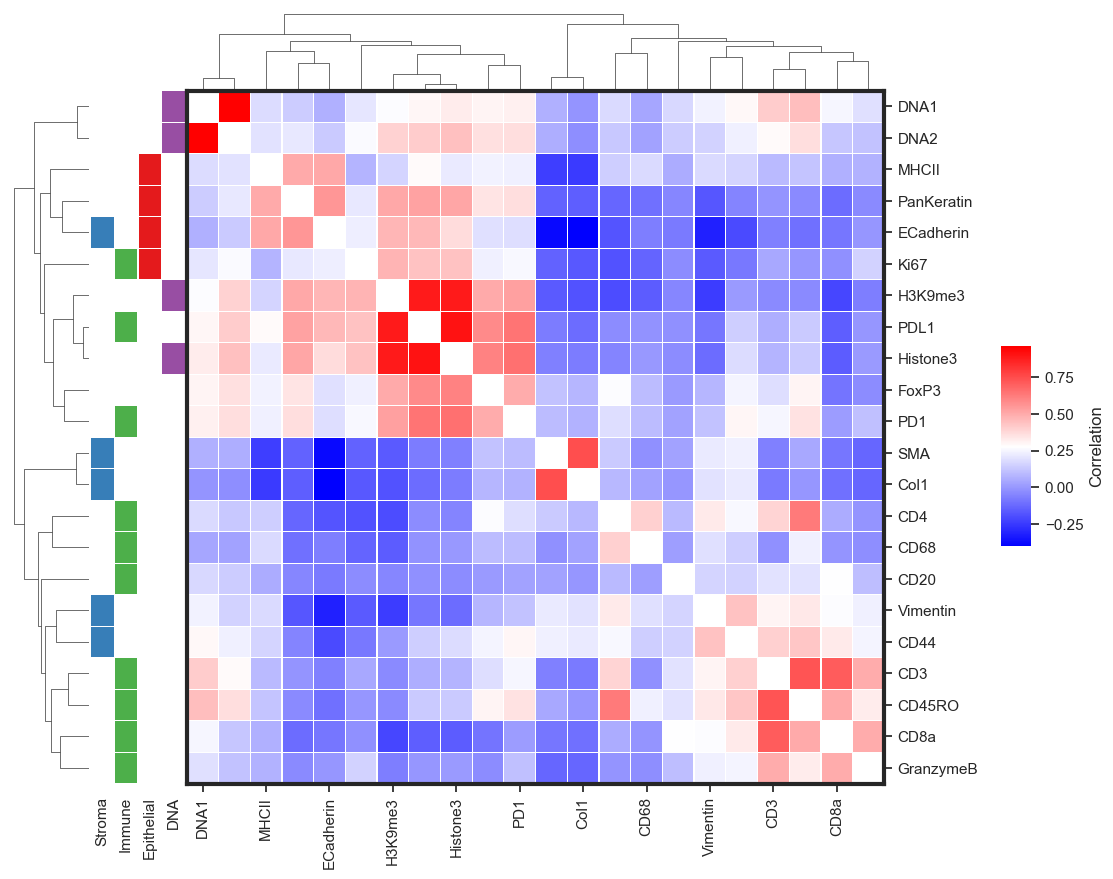 DNA1
DNA2
MHCII
PanKeratin
ECadherin
Ki67
H3K9me3
PDL1
Histone3
FoxP3
PD1
SMA
Col1
CD4
CD68
CD20
Vimentin
CD44
CD3
CD45RO
CD8a
GranzymeB
0.75
0.50
0.25
0.00
−0.25
Correlation
Stroma
Immune
Epithelial
DNA
DNA1
MHCII
ECadherin
H3K9me3
Histone3
PD1
Col1
CD68
Vimentin
CD3
CD8a